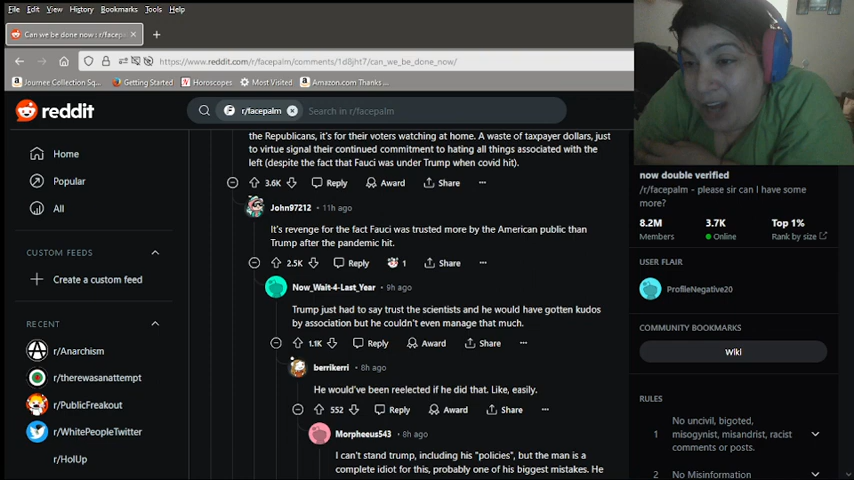 File Edit View History Bookmarks Tools Help
Can we be done now : r/facepa
https://www.reddit.com/r/facepalm/comments/1d8jht7/can_we_be_done_now/
Journee Collection Sq... Getting Started Horoscopes Most Visited Amazon.com Thanks ...
reddit
r/facepalm Search in r/facepalm
Home
Popular
All
CUSTOM FEEDS
Create a custom feed
RECENT
r/Anarchism
r/therewasanattempt
r/PublicFreakout
r/WhitePeopleTwitter
r/HolUp
the Republicans, it's for their voters watching at home. A waste of taxpayer dollars, just
to virtue signal their continued commitment to hating all things associated with the
left (despite the fact that Fauci was under Trump when covid hit).
3.6K Reply Award Share ...
John97212 • 11h ago
It's revenge for the fact Fauci was trusted more by the American public than
Trump after the pandemic hit.
2.5K Reply 1 Share ...
Now_Wait-4-Last_Year • 9h ago
Trump just had to say trust the scientists and he would have gotten kudos
by association but he couldn't even manage that much.
1.1K Reply Award Share ...
berrikerri • 8h ago
He would've been reelected if he did that. Like, easily.
552 Reply Award Share ...
Morpheeus543 • 8h ago
I can't stand trump, including his "policies", but the man is a
complete idiot for this, probably one of his biggest mistakes. He
now double verified
/r/facepalm - please sir can I have some
more?
8.2M 3.7K Top 1%
Members Online Rank by size
USER FLAIR
ProfileNegative20
COMMUNITY BOOKMARKS
Wiki
RULES
1 No uncivil, bigoted,
misogynist, misandrist, racist
comments or posts.
2 No Misinformation